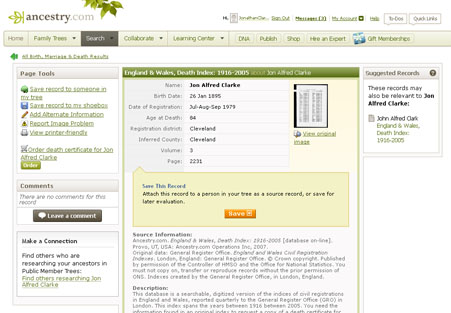 ancestry.com
Hi, JonathanClar... Sign Out Messages (3) My Account Help To-Dos Quick Links
Home Family Trees Search Collaborate Learning Center DNA Publish Shop Hire an Expert Gift Memberships
All Birth, Marriage & Death Results
Page Tools
Save record to someone in
my tree
Save record to my shoebox
Add Alternate Information
Report Image Problem
View printer-friendly
Order death certificate for Jon
Alfred Clarke
Order
Comments
There are no comments for this
record
Leave a comment
Make a Connection
Find others who are
researching your ancestors in
Public Member Trees:
Find others researching Jon
Alfred Clarke
England & Wales, Death Index: 1916-2005 about Jon Alfred Clarke
Name: Jon Alfred Clarke
Birth Date: 26 Jan 1895
Date of Registration: Jul-Aug-Sep 1979
Age at Death: 84
Registration district: Cleveland
Inferred County: Cleveland
Volume: 3
Page: 2231
View original
image
Save This Record
Attach this record to a person in your tree as a source record, or save for
later evaluation.
Save
Source Information:
Ancestry.com. England & Wales, Death Index: 1916-2005 [database on-line].
Provo, UT, USA: Ancestry.com Operations Inc, 2007.
Original data: General Register Office. England and Wales Civil Registration
Indexes. London, England: General Register Office. © Crown copyright. Published
by permission of the Controller of HMSO and the Office for National Statistics. You
must not copy on, transfer or reproduce records without the prior permission of
ONS. Indexes created by the General Register Office, in London, England.
Description:
This database is a searchable, digitized version of the indices of civil registrations
in England and Wales, reported quarterly to the General Register Office (GRO) in
London. This index spans the years between 1916 between 2005. You need the
information found in an original index to request a copy of a death certificate for
Suggested Records
These records may
also be relevant to Jon
Alfred Clarke:
John Alfred Clark
England & Wales,
Death Index:
1916-2005